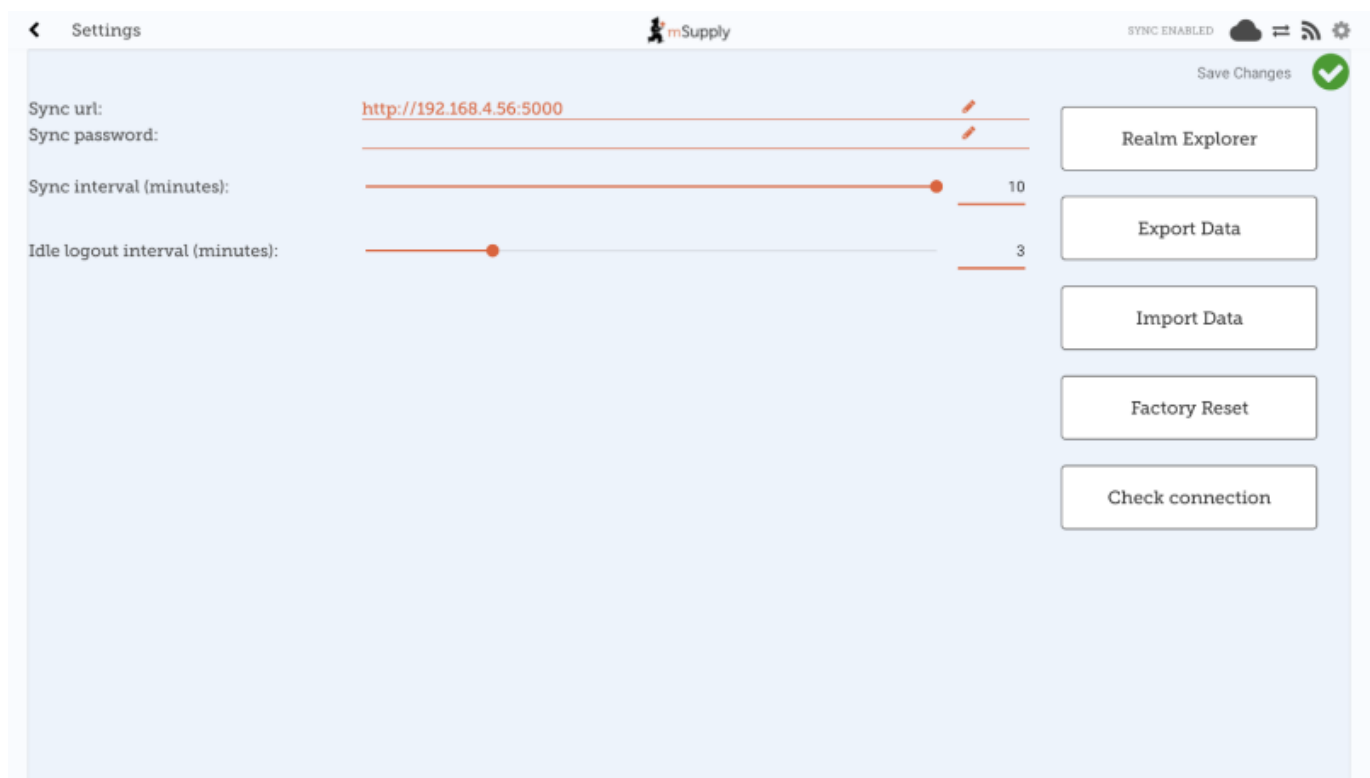 Settings
mSupply
SYNC ENABLED
Save Changes
Sync url:
http://192.168.4.56:5000
Sync password:
Sync interval (minutes):
10
Idle logout interval (minutes):
3
Realm Explorer
Export Data
Import Data
Factory Reset
Check connection